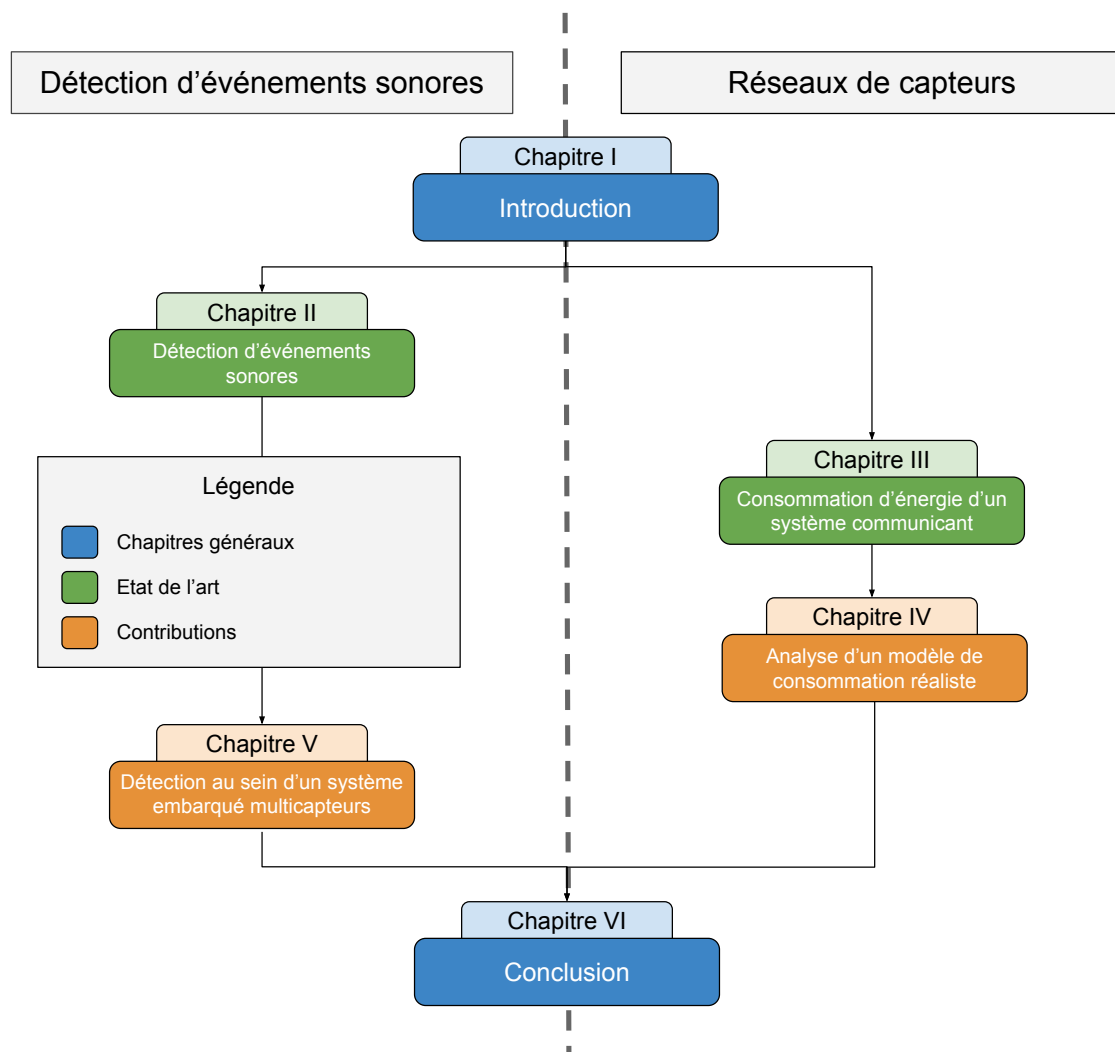 Détection d'événements sonores
Réseaux de capteurs
Chapitre I
Introduction
Chapitre II
Détection d'événements
sonores
Légende
Chapitres généraux
Etat de l'art
Contributions
Chapitre III
Consommation d'énergie d'un
système communicant
Chapitre IV
Analyse d'un modèle de
consommation réaliste
Chapitre V
Détection au sein d'un système
embarqué multicapteurs
Chapitre VI
Conclusion